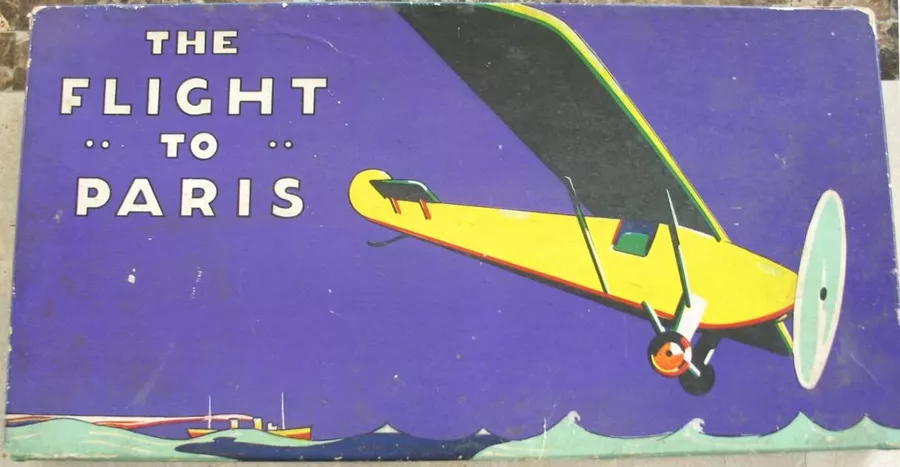 THE
FLIGHT
·· TO ··
PARIS